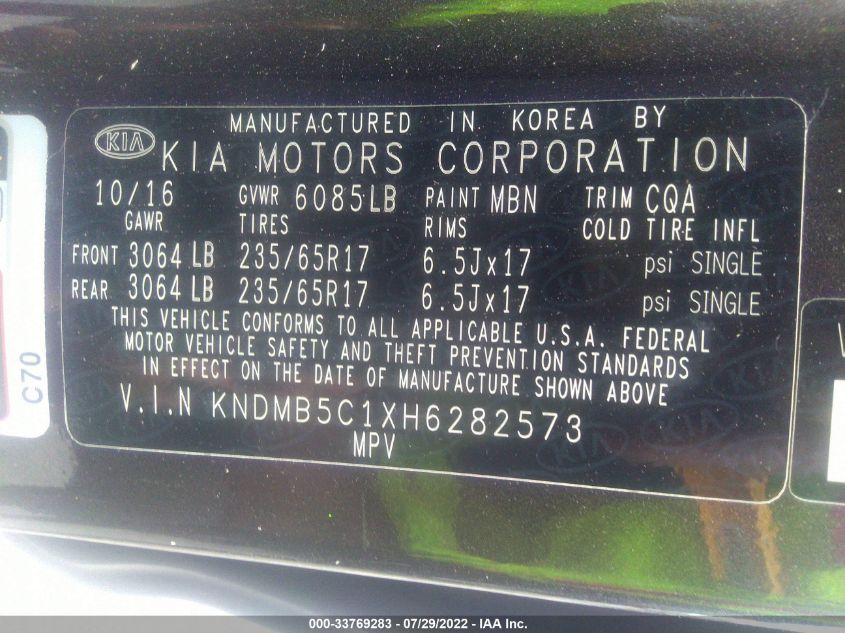 MANUFACTURED IN KOREA BY
KIA KIA MOTORS CORPORATION
10/16 GVWR 6085LB PAINT MBN TRIM CQA
GAWR TIRES RIMS COLD TIRE INFL
FRONT 3064 LB 235/65R17 6.5Jx17 psi SINGLE
REAR 3064 LB 235/65R17 6.5Jx17 psi SINGLE
THIS VEHICLE CONFORMS TO ALL APPLICABLE U.S.A. FEDERAL
MOTOR VEHICLE SAFETY AND THEFT PREVENTION STANDARDS
IN EFFECT ON THE DATE OF MANUFACTURE SHOWN ABOVE
V.I.N KNDMB5C1XH6282573
MPV
C70
000-33769283 - 07/29/2022 - IAA Inc.